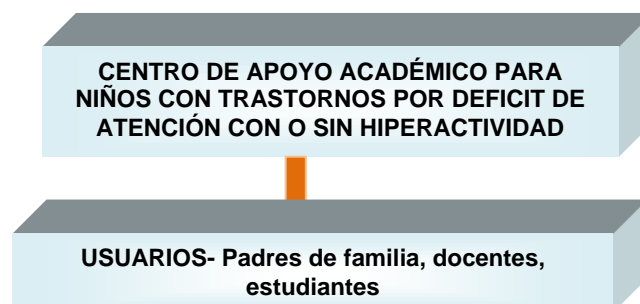 CENTRO DE APOYO ACADÉMICO PARA
NIÑOS CON TRASTORNOS POR DEFICIT DE
ATENCIÓN CON O SIN HIPERACTIVIDAD
USUARIOS- Padres de familia, docentes,
estudiantes